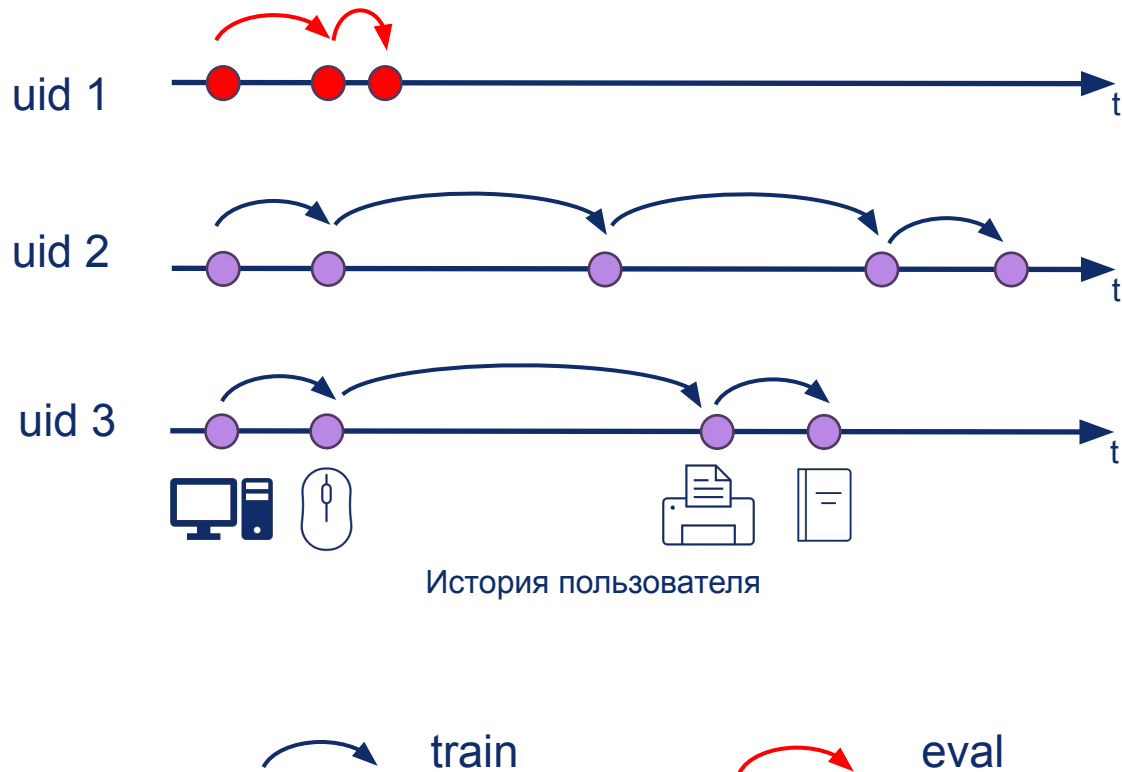 uid 1
t
uid 2
t
uid 3
t
История пользователя
train
eval